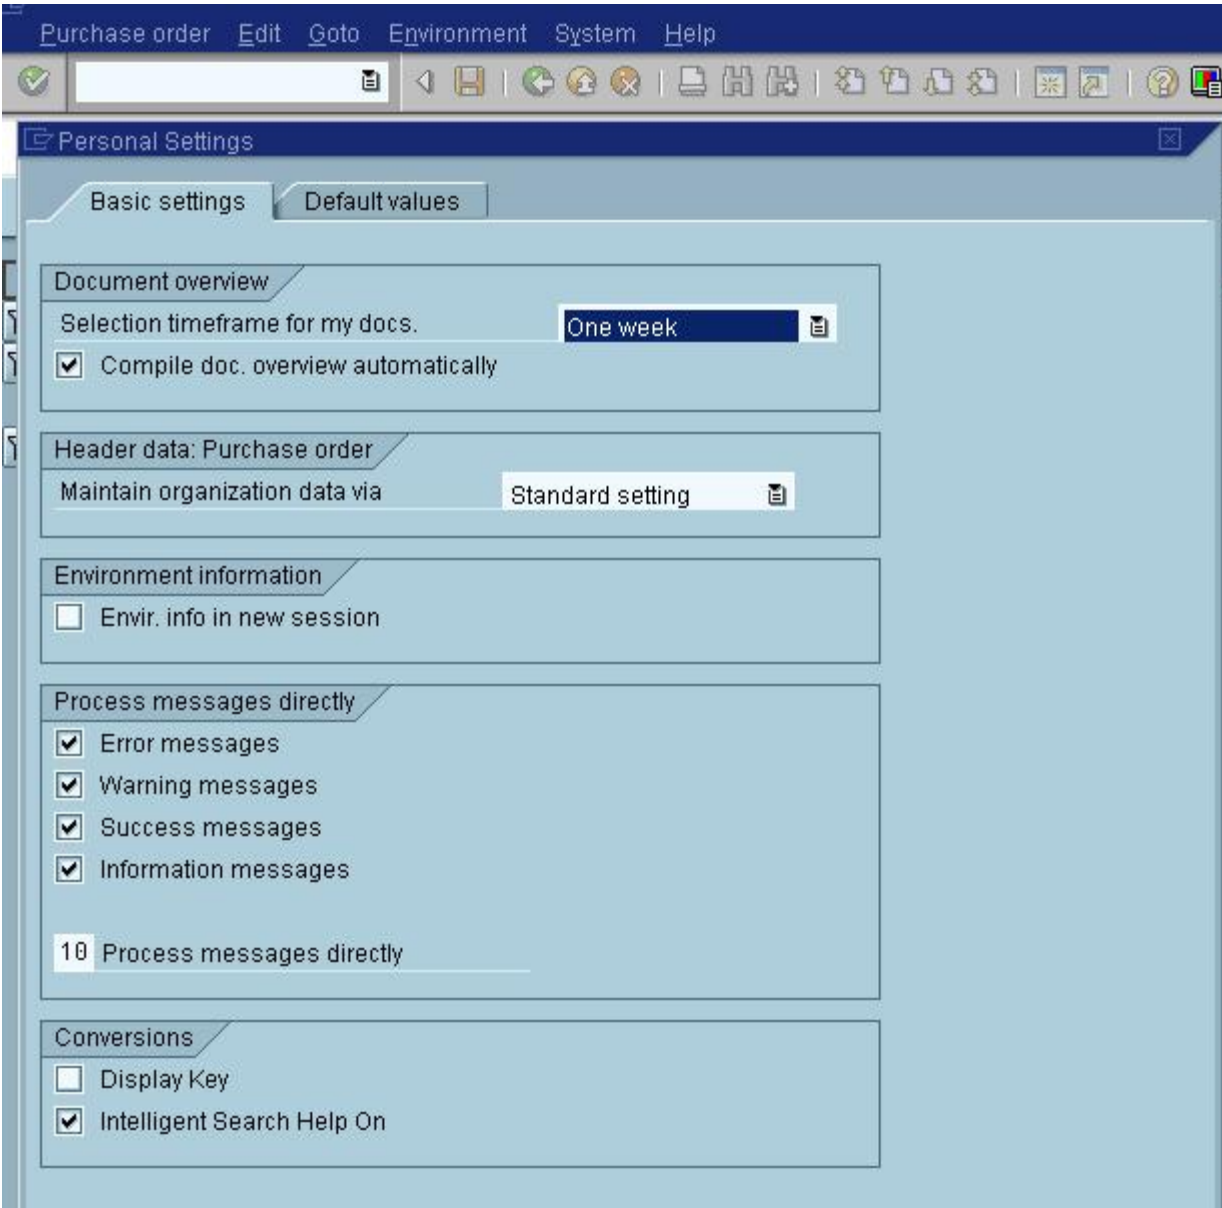 Purchase order Edit Goto Environment System Help
Personal Settings
Basic settings Default values
Document overview
Selection timeframe for my docs. One week
Compile doc. overview automatically
Header data: Purchase order
Maintain organization data via Standard setting
Environment information
Envir. info in new session
Process messages directly
Error messages
Warning messages
Success messages
Information messages
10 Process messages directly
Conversions
Display Key
Intelligent Search Help On